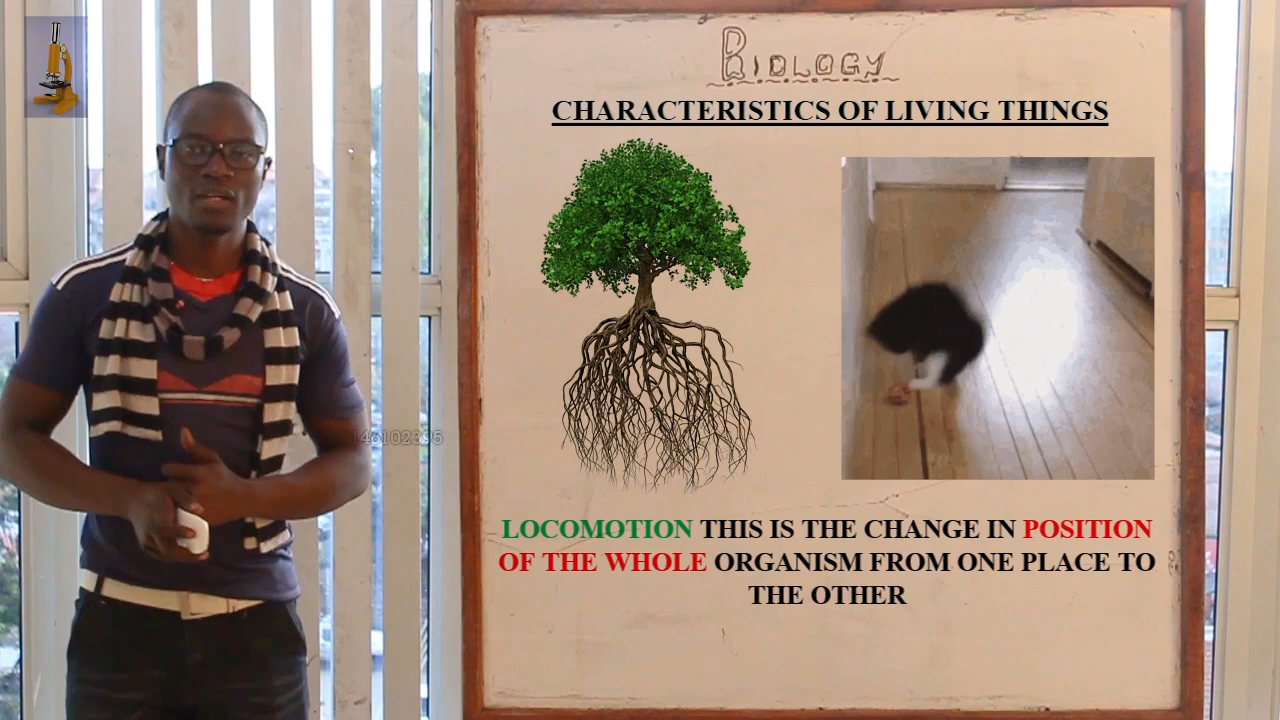 BIOLOGY
CHARACTERISTICS OF LIVING THINGS
146102395
LOCOMOTION THIS IS THE CHANGE IN POSITION
OF THE WHOLE ORGANISM FROM ONE PLACE TO
THE OTHER